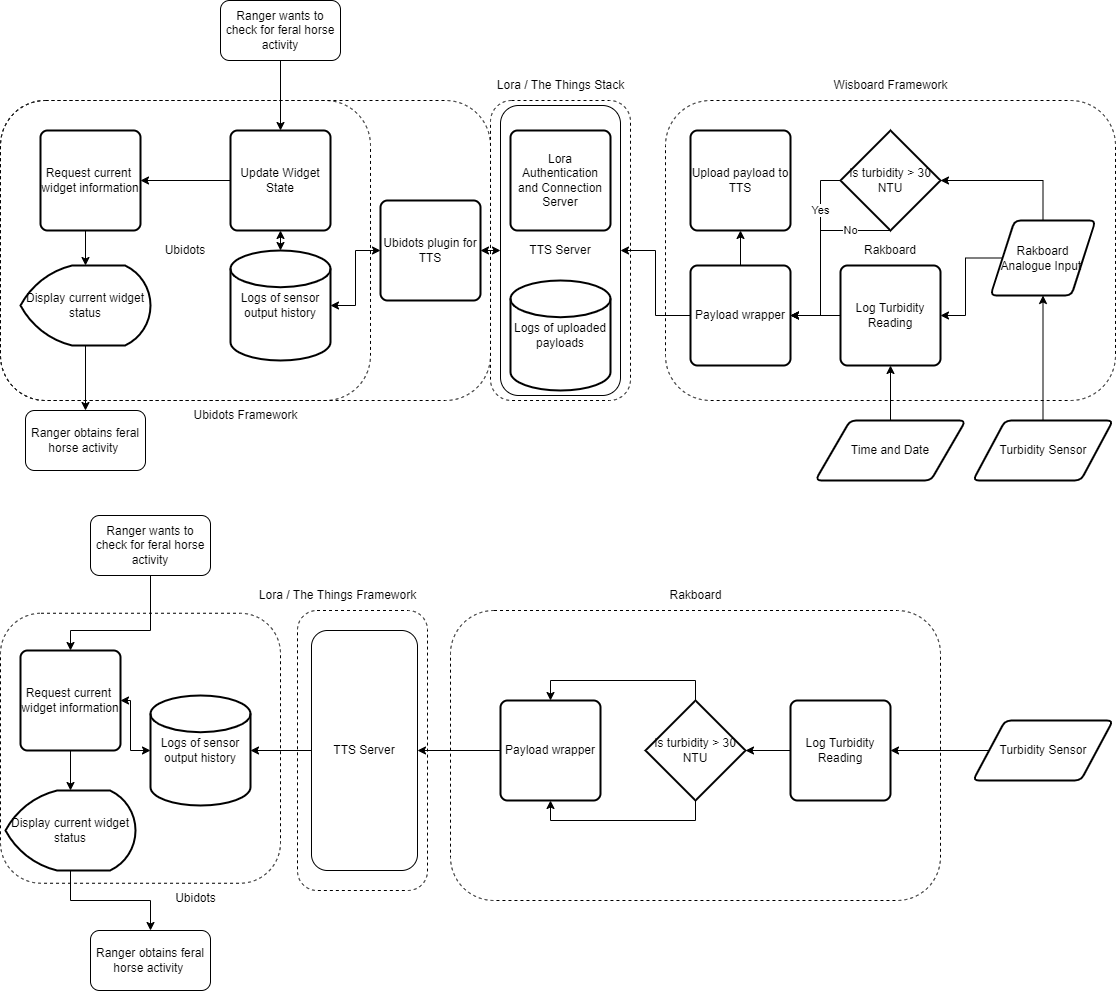 Ranger wants to
check for feral horse
activity
Lora / The Things Stack
Wisboard Framework
Request current
widget information
Update Widget
State
Ubidots
Logs of sensor
output history
Display current widget
status
Ubidots plugin for
TTS
Lora
Authentication
and Connection
Server
TTS Server
Logs of uploaded
payloads
Upload payload to
TTS
Is turbidity > 30
NTU
Yes
No
Rakboard
Rakboard
Analogue Input
Payload wrapper
Log Turbidity
Reading
Ubidots Framework
Ranger obtains feral
horse activity
Time and Date
Turbidity Sensor
Ranger wants to
check for feral horse
activity
Lora / The Things Framework
Rakboard
Request current
widget information
Logs of sensor
output history
TTS Server
Payload wrapper
Is turbidity > 30
NTU
Log Turbidity
Reading
Turbidity Sensor
Display current widget
status
Ubidots
Ranger obtains feral
horse activity